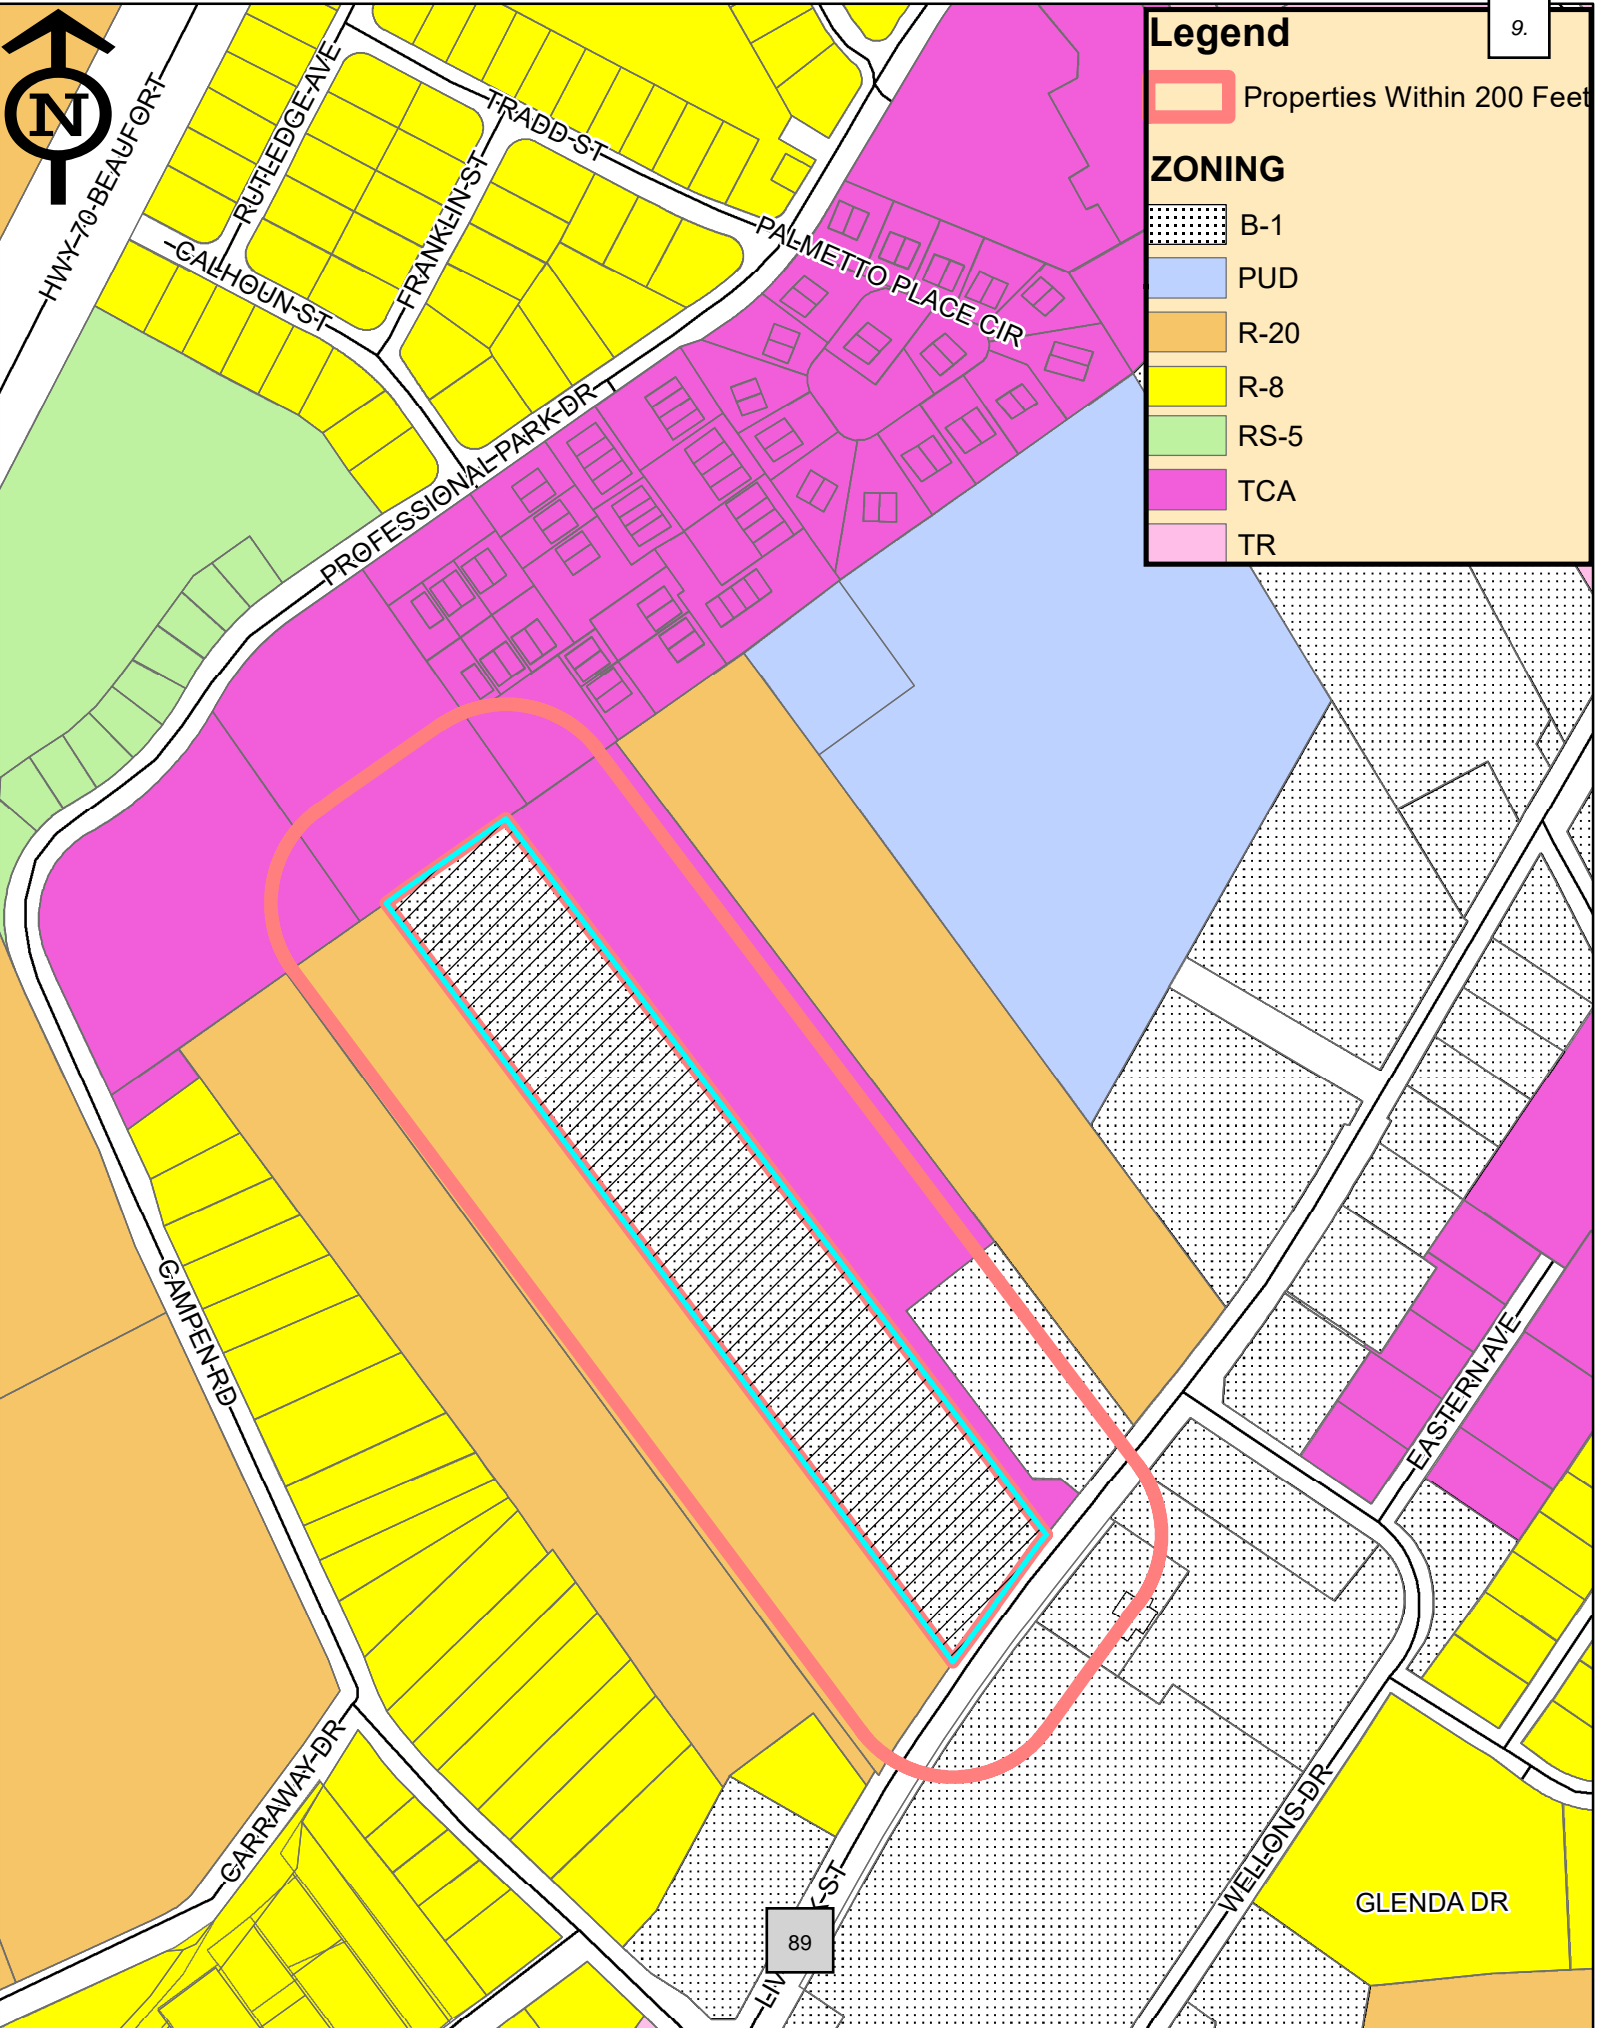 Legend
9.
Properties Within 200 Feet
ZONING
B-1
PUD
R-20
R-8
RS-5
TCA
TR
N
HWY-70-BEAUFORT
RUTLEDGE-AVE
TRADD-ST
FRANKLIN-ST
CALHOUN-ST
PALMETTO PLACE CIR
PROFESSIONAL-PARK-DR
CAMPEN-RD
EASTERN-AVE
CARRAWAY-DR
WELLONS-DR
GLENDA DR
89